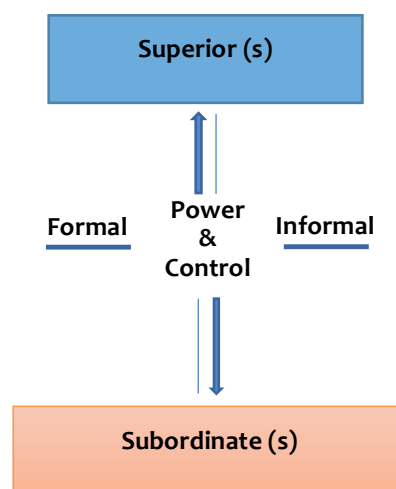 Superior (s)
Formal
Power
&
Control
Informal
Subordinate (s)